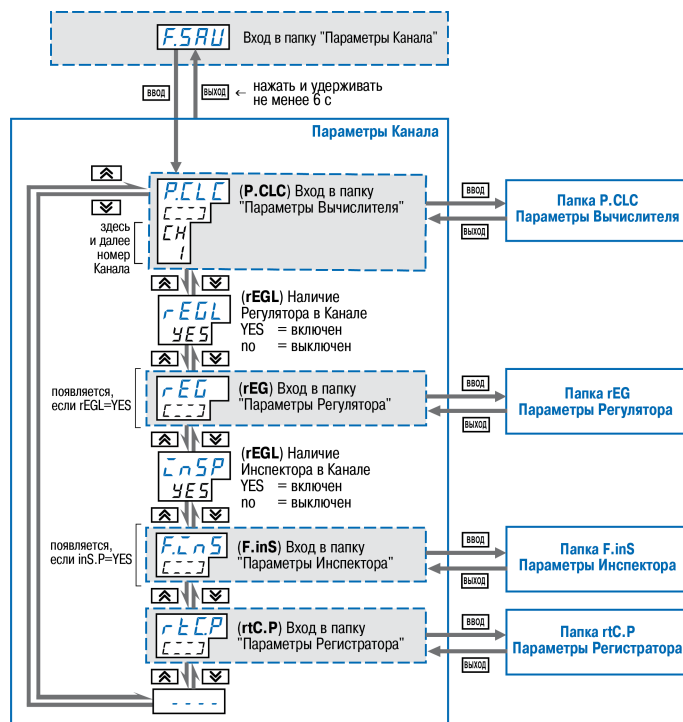 F.SAU
Вход в папку "Параметры Канала"
ВВОД
ВЫХОД
← нажать и удерживать
не менее 6 с
Параметры Канала
P.CLC
[---]
CH
1
(P.CLC) Вход в папку
"Параметры Вычислителя"
здесь
и далее
номер
Канала
ВВОД
ВЫХОД
Папка P.CLC
Параметры Вычислителя
rEGL
YES
(rEGL) Наличие
Регулятора в Канале
YES = включен
no = выключен
появляется,
если rEGL=YES
rEG
[---]
(rEG) Вход в папку
"Параметры Регулятора"
ВВОД
ВЫХОД
Папка rEG
Параметры Регулятора
inSP
YES
(rEGL) Наличие
Инспектора в Канале
YES = включен
no = выключен
появляется,
если inS.P=YES
F.inS
[---]
(F.inS) Вход в папку
"Параметры Инспектора"
ВВОД
ВЫХОД
Папка F.inS
Параметры Инспектора
rtC.P
[---]
(rtC.P) Вход в папку
"Параметры Регистратора"
ВВОД
ВЫХОД
Папка rtC.P
Параметры Регистратора
- - - -